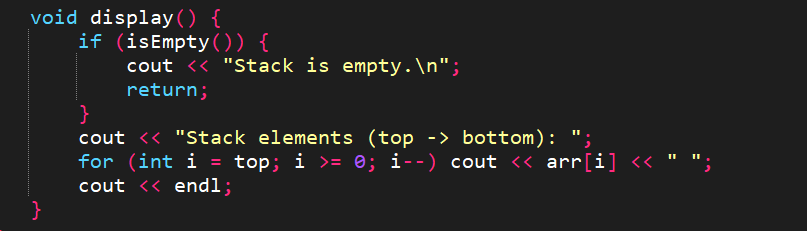 void display() {
    if (isEmpty()) {
        cout << "Stack is empty.\n";
        return;
    }
    cout << "Stack elements (top -> bottom): ";
    for (int i = top; i >= 0; i--) cout << arr[i] << " ";
    cout << endl;
}